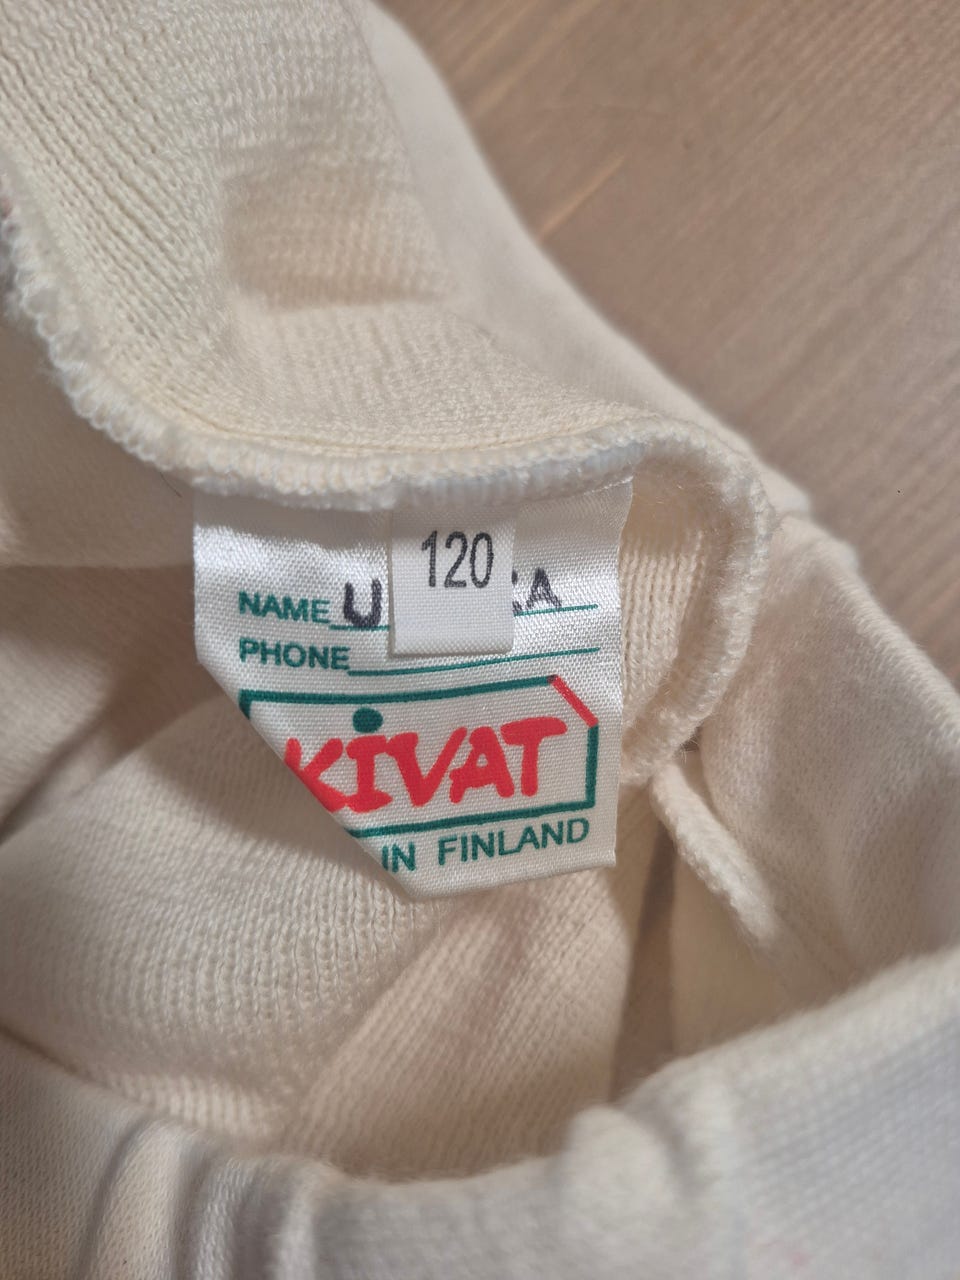 120
NAME
PHONE
KIVAT
IN FINLAND